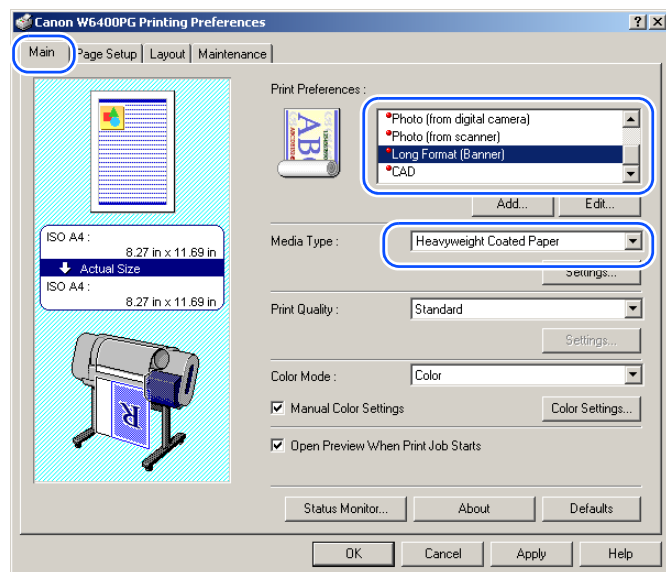 Canon W6400PG Printing Preferences
Main Page Setup Layout Maintenance
Print Preferences :
Photo (from digital camera)
Photo (from scanner)
Long Format (Banner)
CAD
Add... Edit...
ISO A4 :
8.27 in x 11.69 in
Actual Size
ISO A4 :
8.27 in x 11.69 in
Media Type : Heavyweight Coated Paper
Settings...
Print Quality : Standard
Settings...
Color Mode : Color
Manual Color Settings Color Settings...
Open Preview When Print Job Starts
Status Monitor... About Defaults
OK Cancel Apply Help